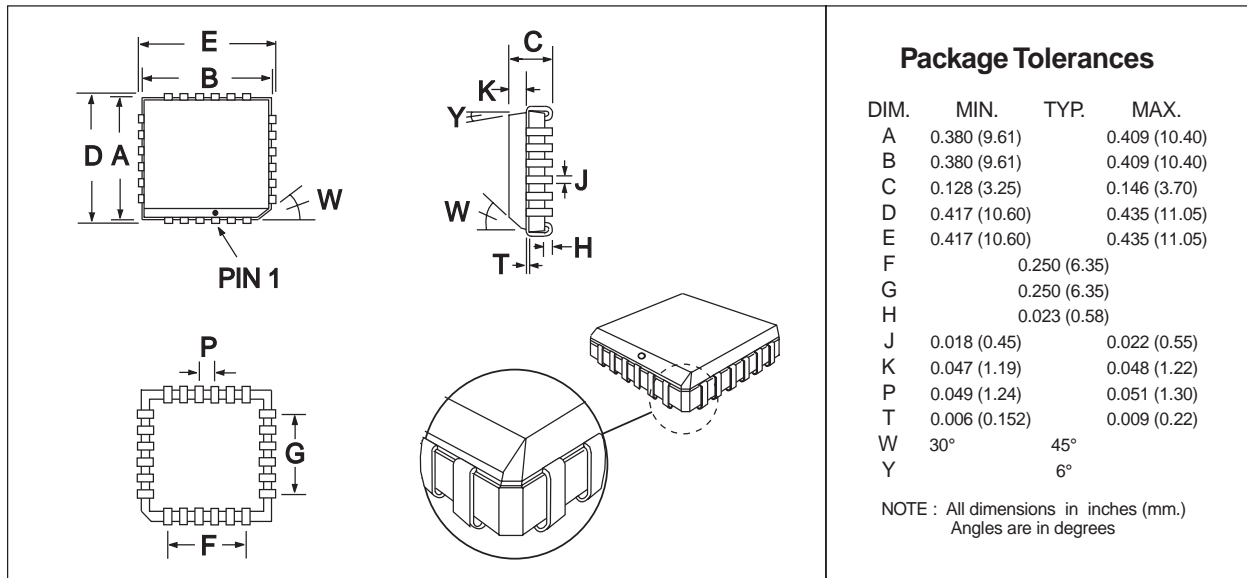 E
B
D
A
W
PIN 1
C
K
Y
J
W
H
T
P
G
F
Package Tolerances
DIM. MIN. TYP. MAX.
A 0.380 (9.61) 0.409 (10.40)
B 0.380 (9.61) 0.409 (10.40)
C 0.128 (3.25) 0.146 (3.70)
D 0.417 (10.60) 0.435 (11.05)
E 0.417 (10.60) 0.435 (11.05)
F 0.250 (6.35)
G 0.250 (6.35)
H 0.023 (0.58)
J 0.018 (0.45) 0.022 (0.55)
K 0.047 (1.19) 0.048 (1.22)
P 0.049 (1.24) 0.051 (1.30)
T 0.006 (0.152) 0.009 (0.22)
W 30° 45°
Y 6°
NOTE : All dimensions in inches (mm.)
Angles are in degrees